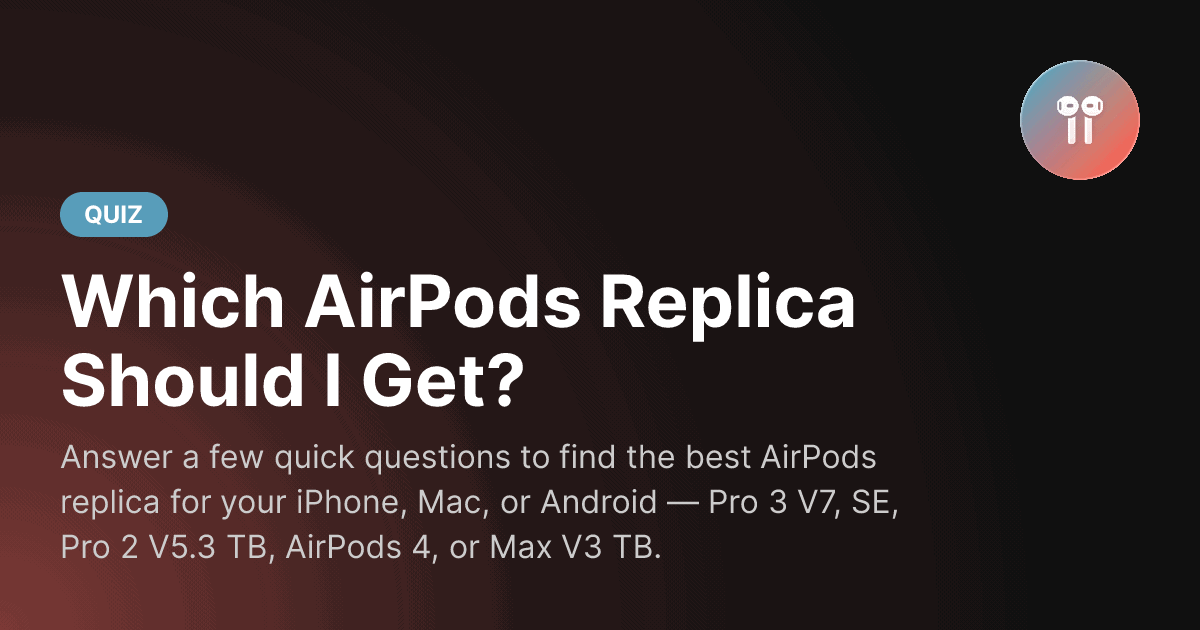 QUIZ
Which AirPods Replica
Should I Get?
Answer a few quick questions to find the best AirPods
replica for your iPhone, Mac, or Android — Pro 3 V7, SE,
Pro 2 V5.3 TB, AirPods 4, or Max V3 TB.